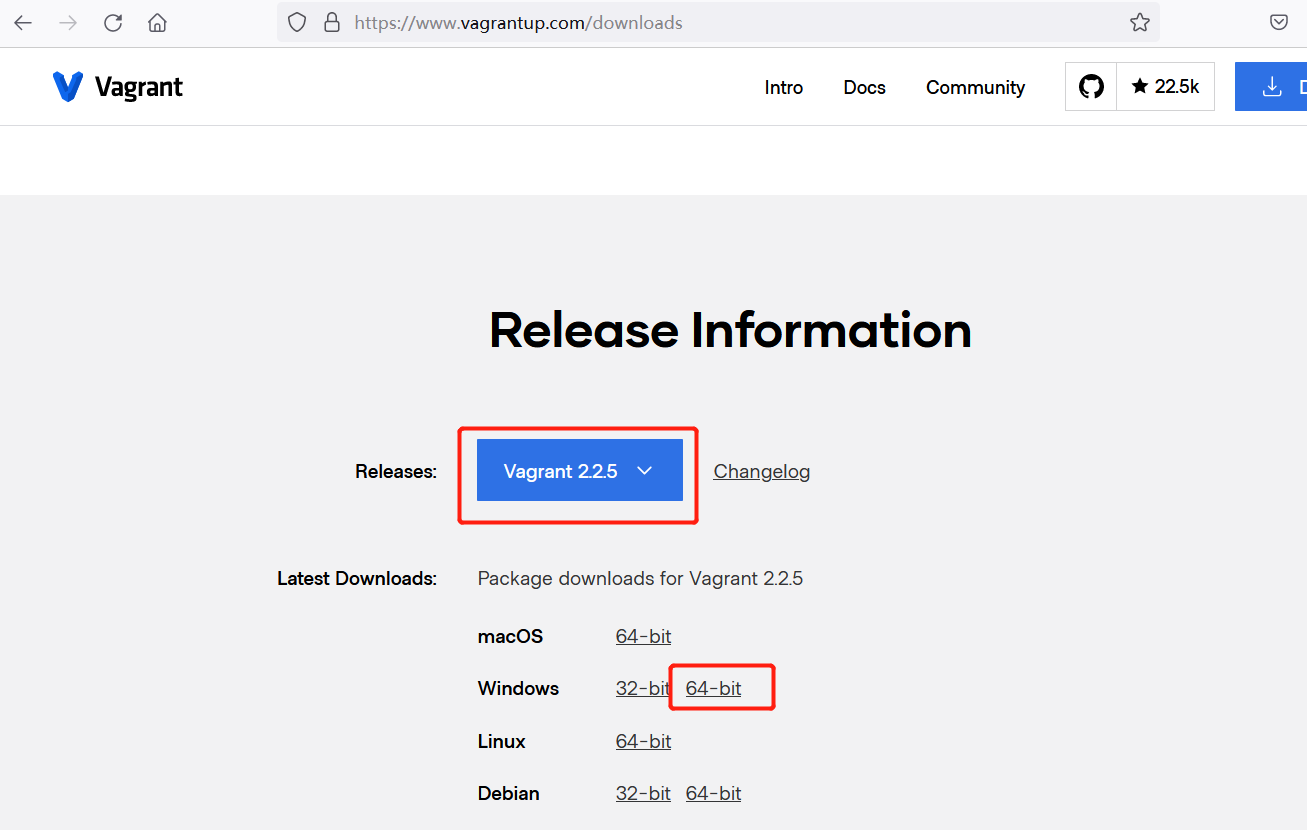 https://www.vagrantup.com/downloads
Vagrant
Intro
Docs
Community
22.5k
Release Information
Releases:
Vagrant 2.2.5
Changelog
Latest Downloads:
Package downloads for Vagrant 2.2.5
macOS
64-bit
Windows
32-bit
64-bit
Linux
64-bit
Debian
32-bit
64-bit